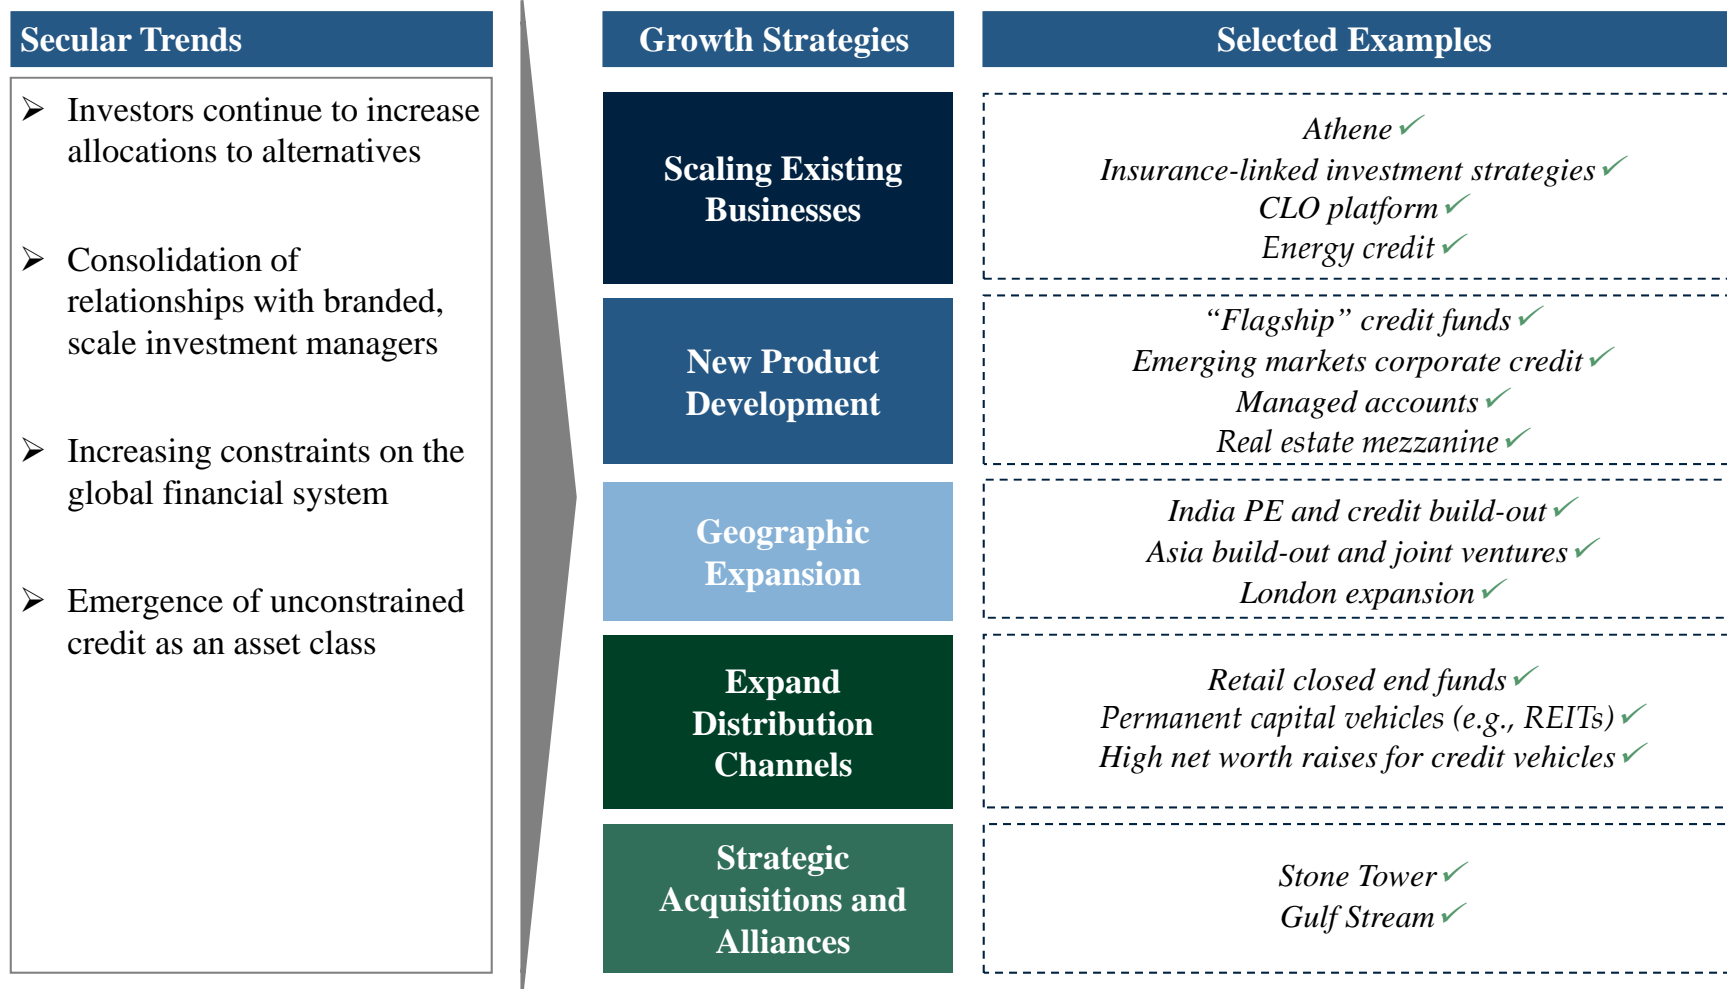 Secular Trends
Investors continue to increase
allocations to alternatives
Consolidation of
relationships with branded,
scale investment managers
Increasing constraints on the
global financial system
Emergence of unconstrained
credit as an asset class
Growth Strategies
Selected Examples
Scaling Existing
Businesses
Athene ✓
Insurance-linked investment strategies ✓
CLO platform ✓
Energy credit ✓
New Product
Development
“Flagship” credit funds ✓
Emerging markets corporate credit ✓
Managed accounts ✓
Real estate mezzanine ✓
Geographic
Expansion
India PE and credit build-out ✓
Asia build-out and joint ventures ✓
London expansion ✓
Expand
Distribution
Channels
Retail closed end funds ✓
Permanent capital vehicles (e.g., REITs) ✓
High net worth raises for credit vehicles ✓
Strategic
Acquisitions and
Alliances
Stone Tower ✓
Gulf Stream ✓